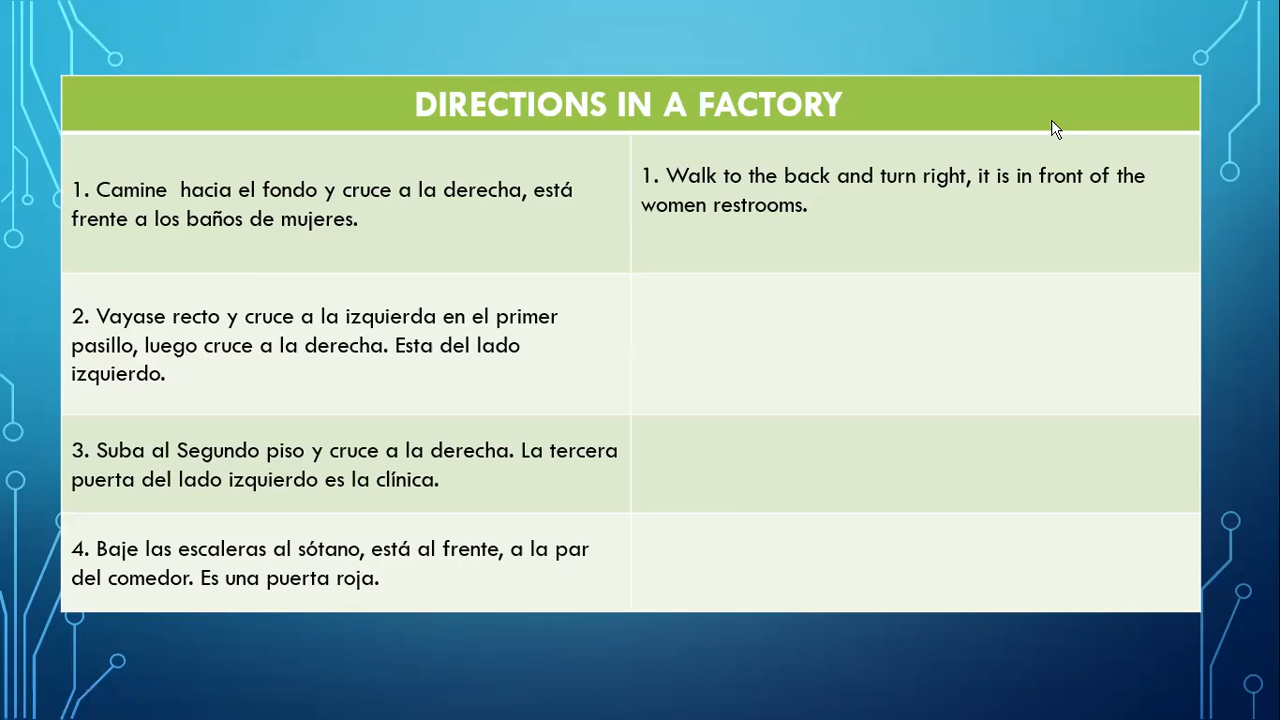 DIRECTIONS IN A FACTORY
1. Camine  hacia el fondo y cruce a la derecha, está
frente a los baños de mujeres.
1. Walk to the back and turn right, it is in front of the
women restrooms.
2. Vayase recto y cruce a la izquierda en el primer
pasillo, luego cruce a la derecha. Esta del lado
izquierdo.
3. Suba al Segundo piso y cruce a la derecha. La tercera
puerta del lado izquierdo es la clínica.
4. Baje las escaleras al sótano, está al frente, a la par
del comedor. Es una puerta roja.